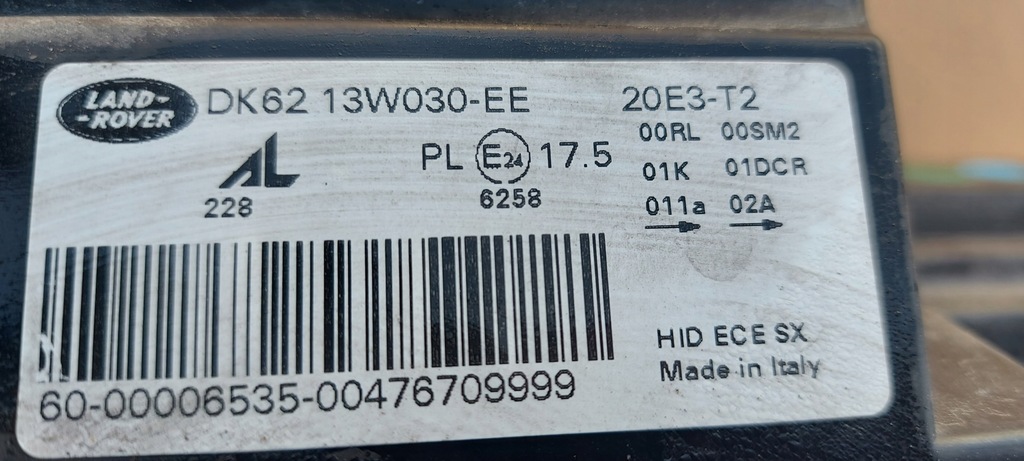 LAND-
-ROVER
DK62 13W030-EE
20E3-T2
AL
228
PL E24 17.5
6258
00RL 00SM2
01K 01DCR
011a 02A
60-00006535-00476709999
HID ECE SX
Made in Italy